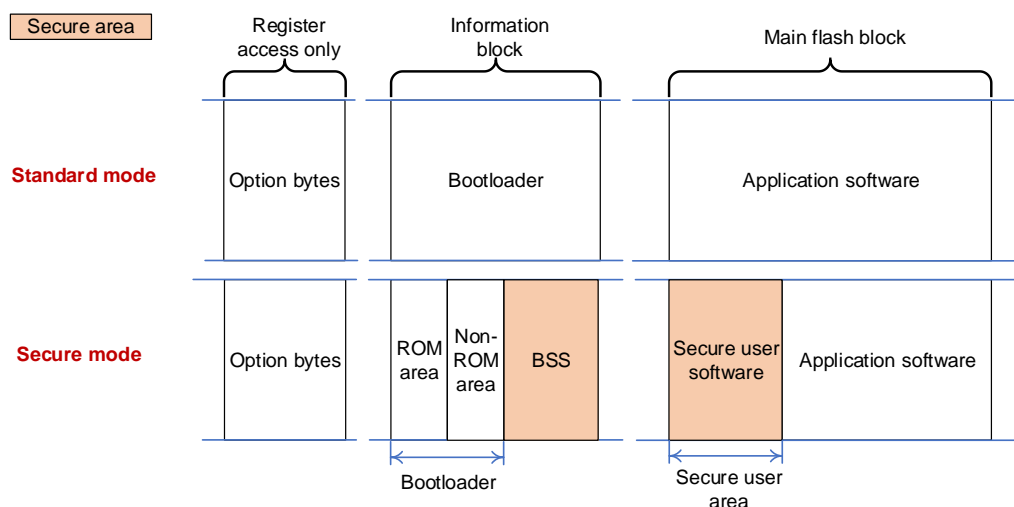 Secure area
Register
access only
Information
block
Main flash block
Standard mode
Option bytes
Bootloader
Application software
Secure mode
Option bytes
ROM
area
Non-
ROM
area
BSS
Secure user
software
Application software
Bootloader
Secure user
area